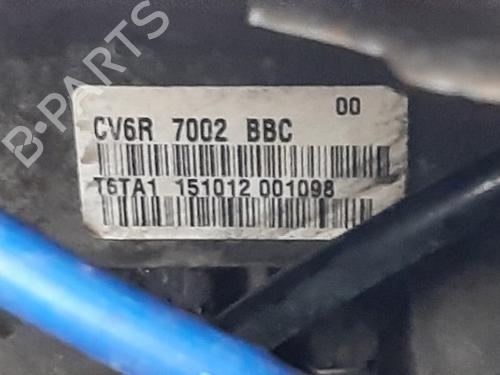 B-PARTS
00
CV6R 7002 BBC
T6TA1 151012 001098